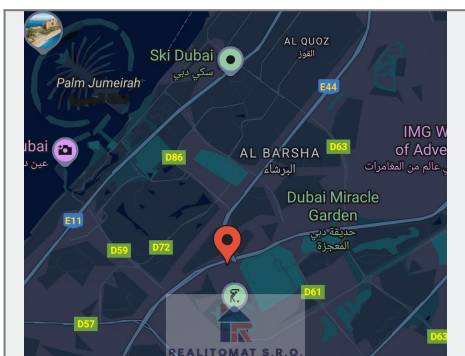 AL QUOZ
القوز
Ski Dubai
سكي دبي
E44
Palm Jumeirah
IMG W
of Adve
ي عالم من المغامرات
D63
ubai
عين د
D86
AL BARSHA
البرشاء
Dubai Miracle
Garden
حديقة دبي
المعجزة
E11
D59
D72
D61
D57
D63
REALITOMAT S.R.O.